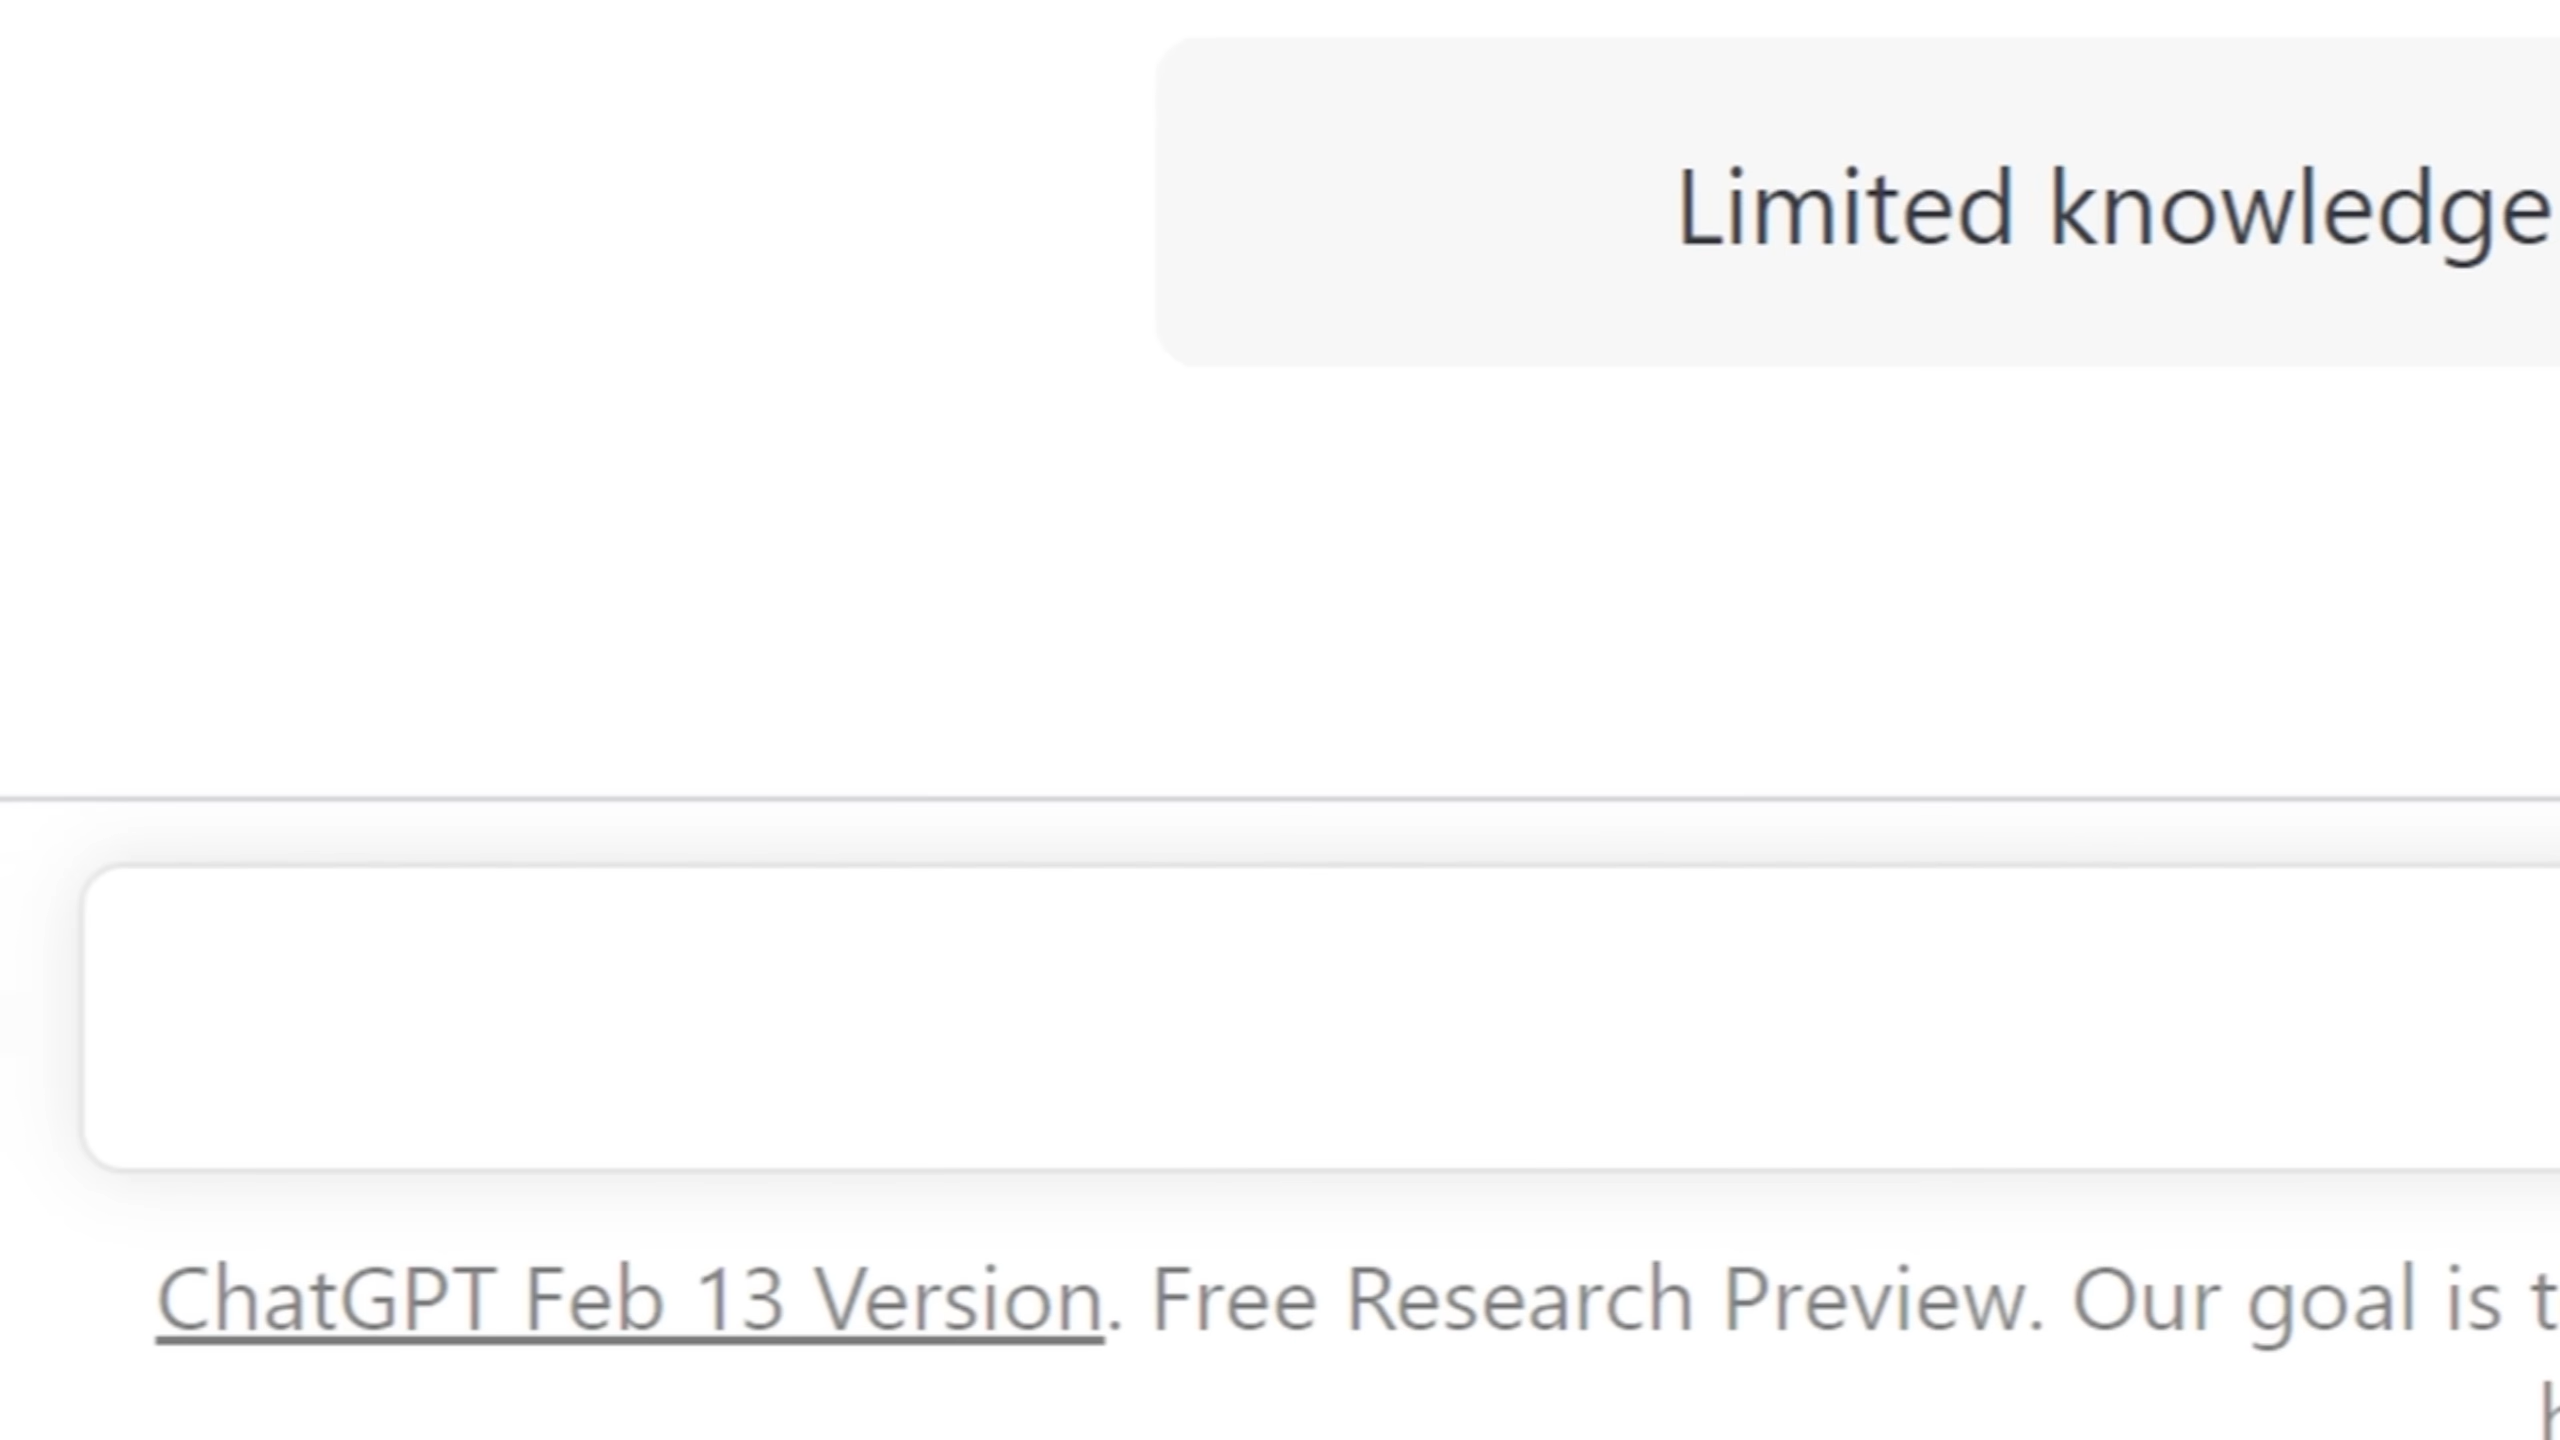 Limited knowledge
ChatGPT Feb 13 Version. Free Research Preview. Our goal is